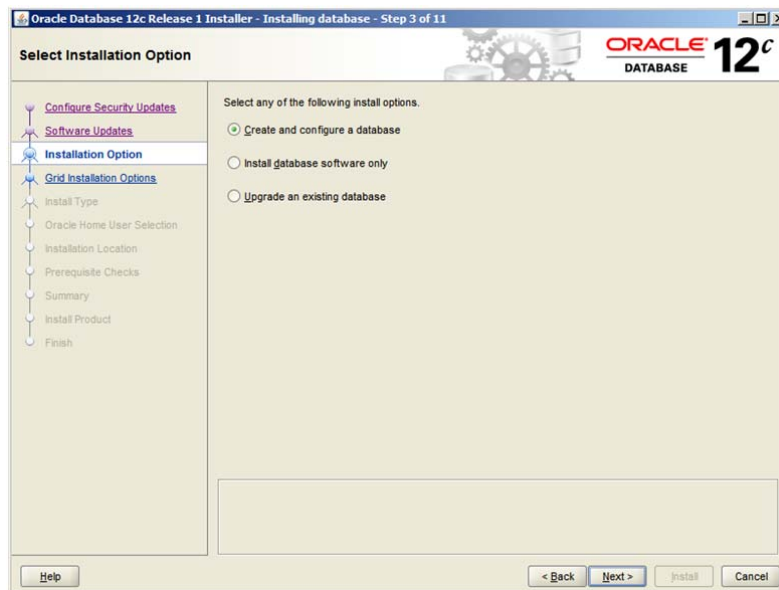 Oracle Database 12c Release 1 Installer - Installing database - Step 3 of 11
Select Installation Option
ORACLE
DATABASE
12c
Configure Security Updates
Software Updates
Installation Option
Grid Installation Options
Install Type
Oracle Home User Selection
Installation Location
Prerequisite Checks
Summary
Install Product
Finish
Select any of the following install options.
Create and configure a database
Install database software only
Upgrade an existing database
Help
< Back
Next >
Install
Cancel